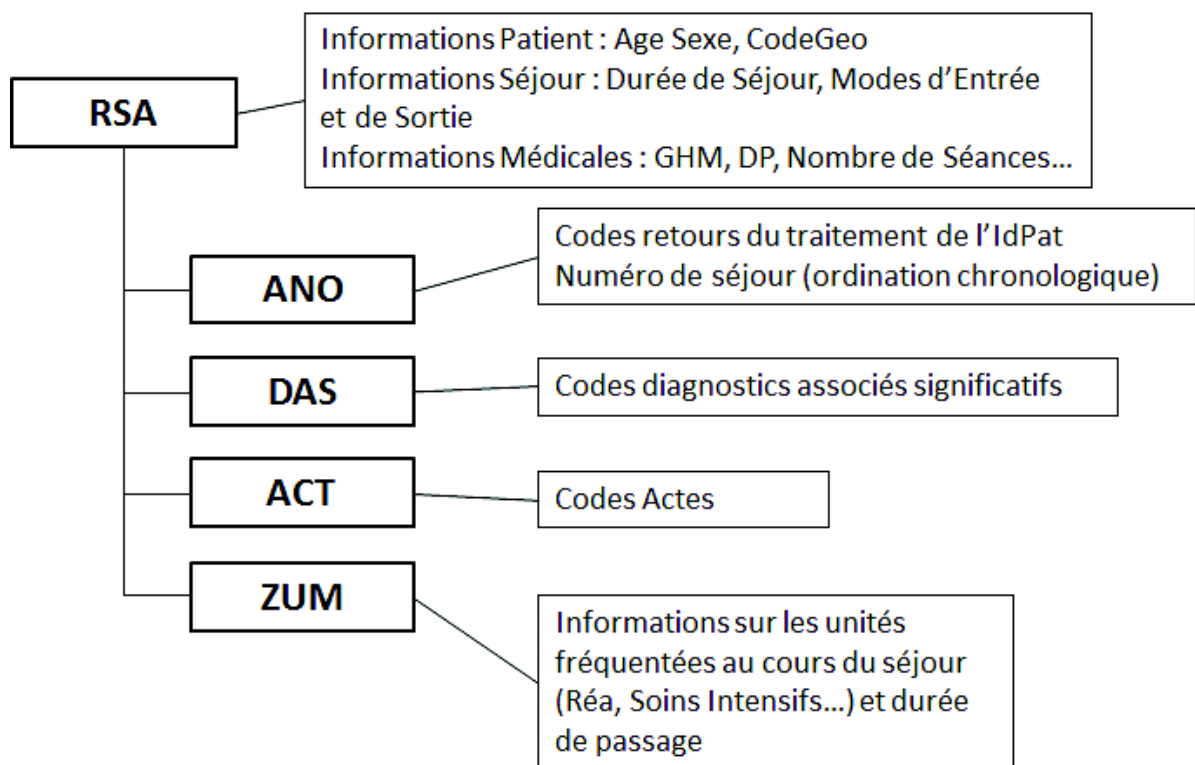 Informations Patient : Age Sexe, CodeGeo
Informations Séjour : Durée de Séjour, Modes d’Entrée
et de Sortie
Informations Médicales : GHM, DP, Nombre de Séances…
RSA
Codes retours du traitement de l’IdPat
Numéro de séjour (ordination chronologique)
ANO
DAS
Codes diagnostics associés significatifs
ACT
Codes Actes
ZUM
Informations sur les unités
fréquentées au cours du séjour
(Réa, Soins Intensifs…) et durée
de passage